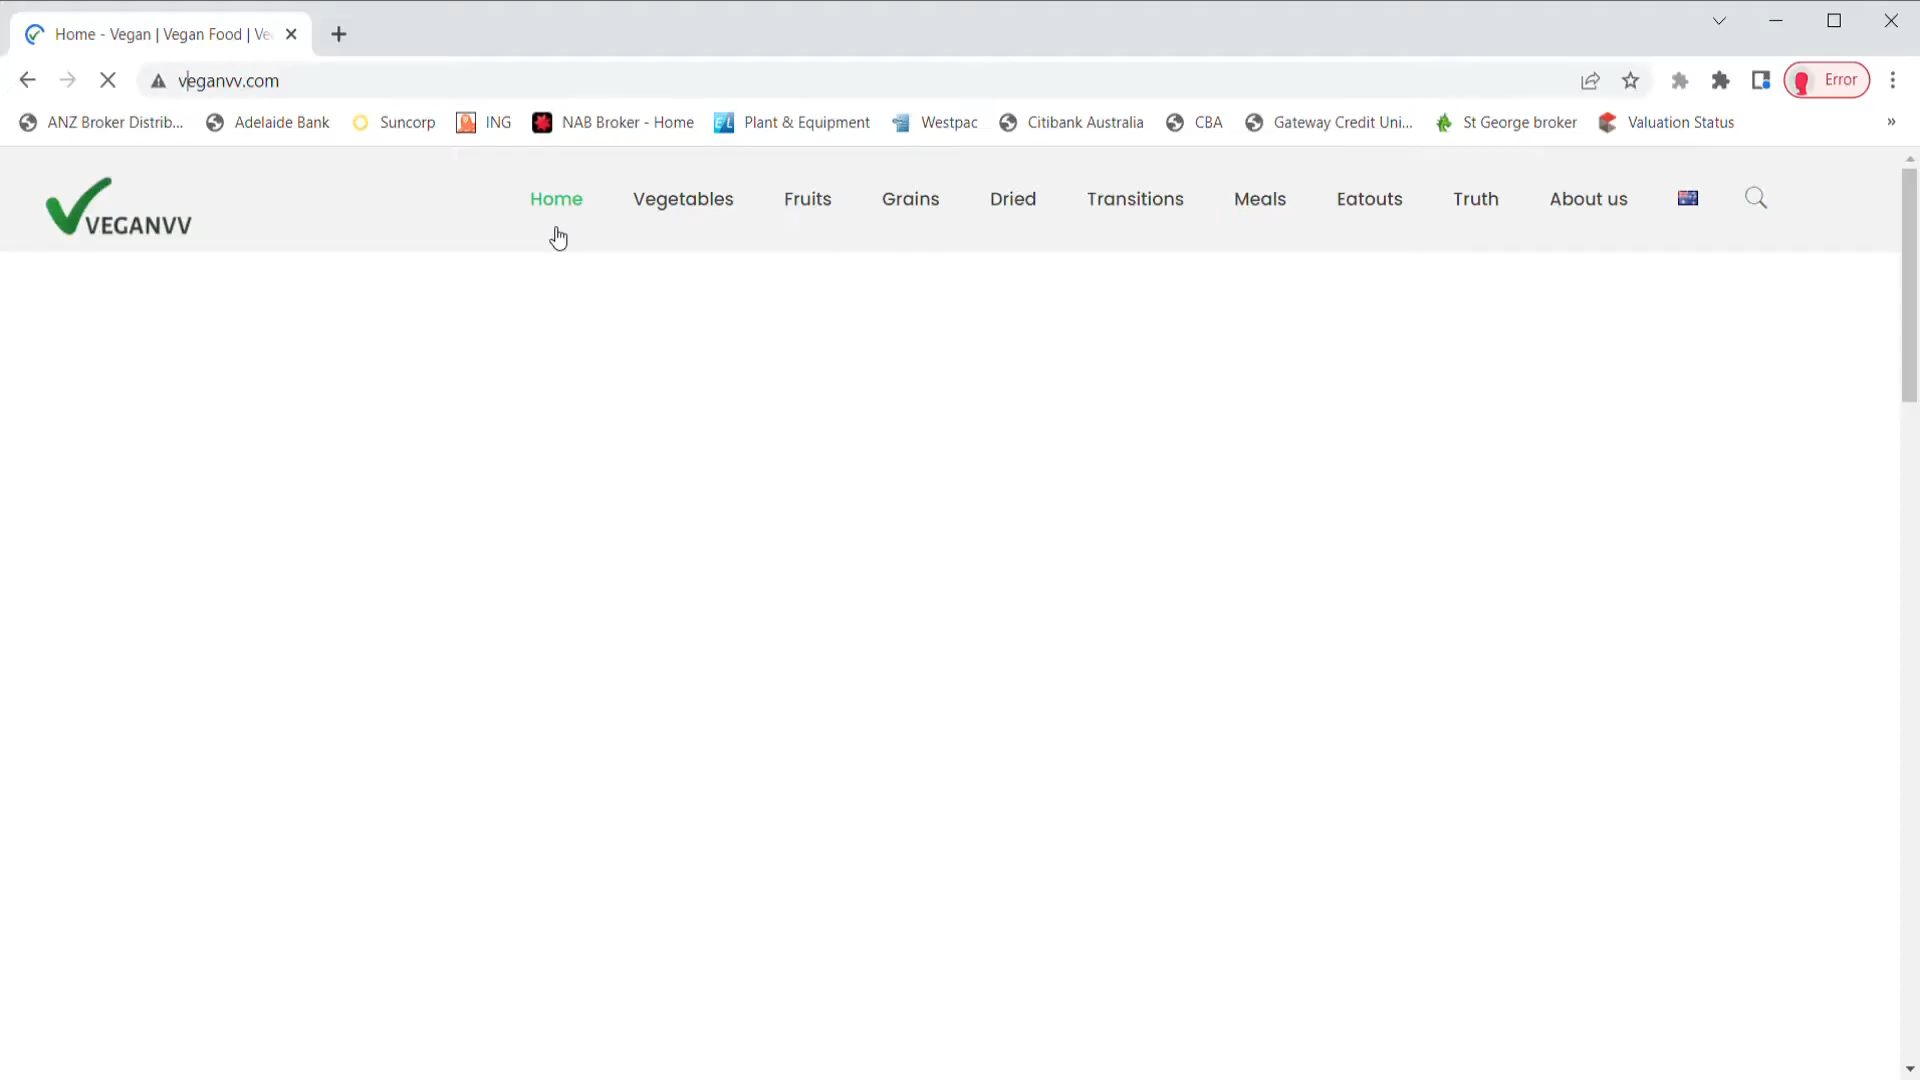 Home - Vegan | Vegan Food | Ve
veganvv.com
Error
ANZ Broker Distrib... Adelaide Bank Suncorp ING NAB Broker - Home Plant & Equipment Westpac Citibank Australia CBA Gateway Credit Uni... St George broker Valuation Status »
VEGANVV
Home Vegetables Fruits Grains Dried Transitions Meals Eatouts Truth About us